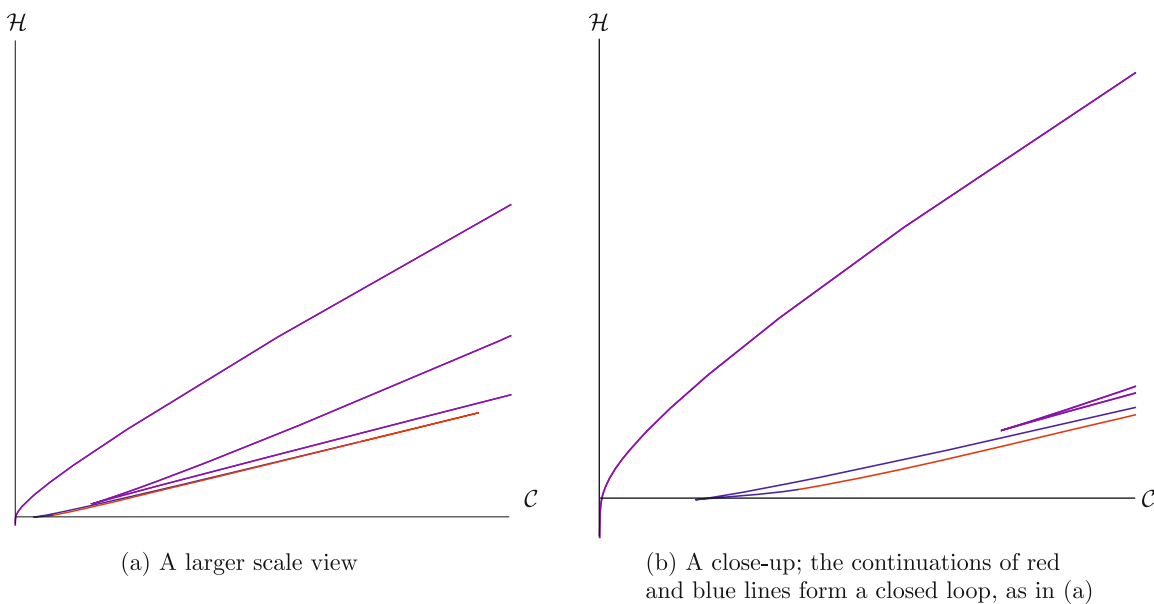 ℋ
𝒞
(a) A larger scale view
ℋ
𝒞
(b) A close-up; the continuations of red
and blue lines form a closed loop, as in (a)